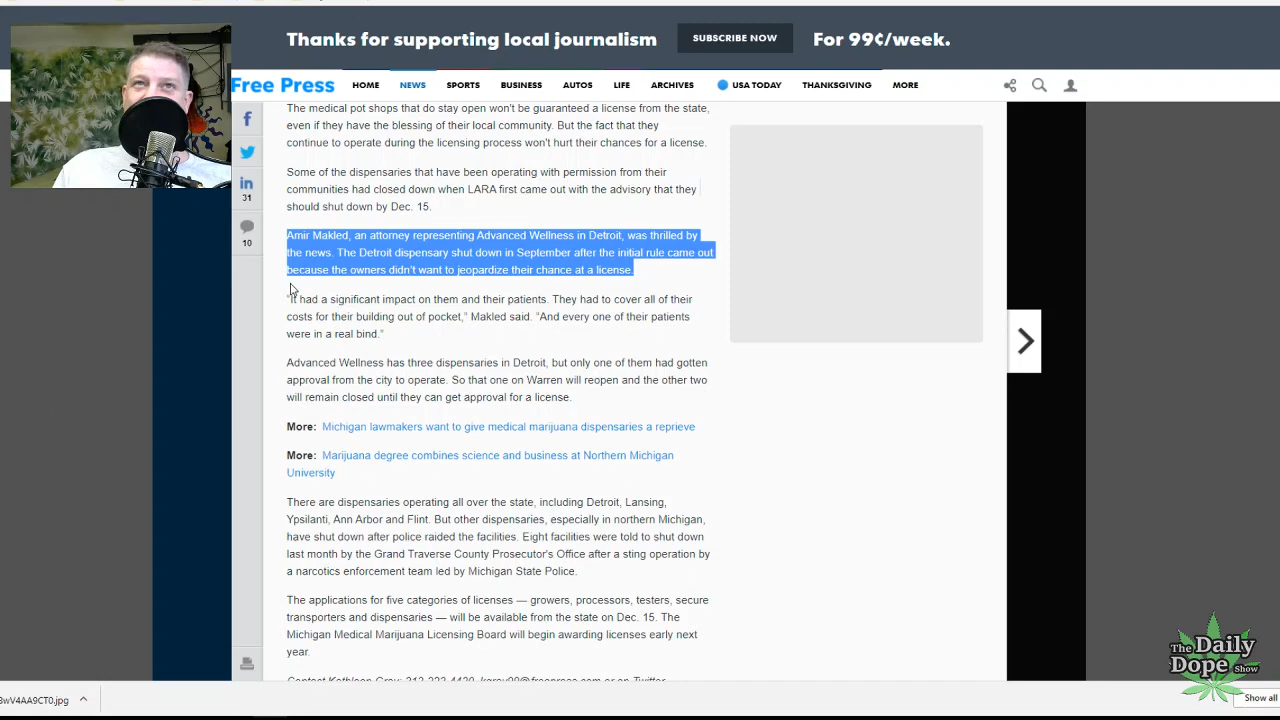 Thanks for supporting local journalism
SUBSCRIBE NOW
For 99¢/week.
Free Press
HOME
NEWS
SPORTS
BUSINESS
AUTOS
LIFE
ARCHIVES
USA TODAY
THANKSGIVING
MORE
31
10
The medical pot shops that do stay open won't be guaranteed a license from the state,
even if they have the blessing of their local community. But the fact that they
continue to operate during the licensing process won't hurt their chances for a license.
Some of the dispensaries that have been operating with permission from their
communities had closed down when LARA first came out with the advisory that they
should shut down by Dec. 15.
Amir Makled, an attorney representing Advanced Wellness in Detroit, was thrilled by
the news. The Detroit dispensary shut down in September after the initial rule came out
because the owners didn't want to jeopardize their chance at a license.
“It had a significant impact on them and their patients. They had to cover all of their
costs for their building out of pocket,” Makled said. “And every one of their patients
were in a real bind.”
Advanced Wellness has three dispensaries in Detroit, but only one of them had gotten
approval from the city to operate. So that one on Warren will reopen and the other two
will remain closed until they can get approval for a license.
More: Michigan lawmakers want to give medical marijuana dispensaries a reprieve
More: Marijuana degree combines science and business at Northern Michigan
University
There are dispensaries operating all over the state, including Detroit, Lansing,
Ypsilanti, Ann Arbor and Flint. But other dispensaries, especially in northern Michigan,
have shut down after police raided the facilities. Eight facilities were told to shut down
last month by the Grand Traverse County Prosecutor's Office after a sting operation by
a narcotics enforcement team led by Michigan State Police.
The applications for five categories of licenses — growers, processors, testers, secure
transporters and dispensaries — will be available from the state on Dec. 15. The
Michigan Medical Marijuana Licensing Board will begin awarding licenses early next
year.
The Daily
Dope Show
Show all